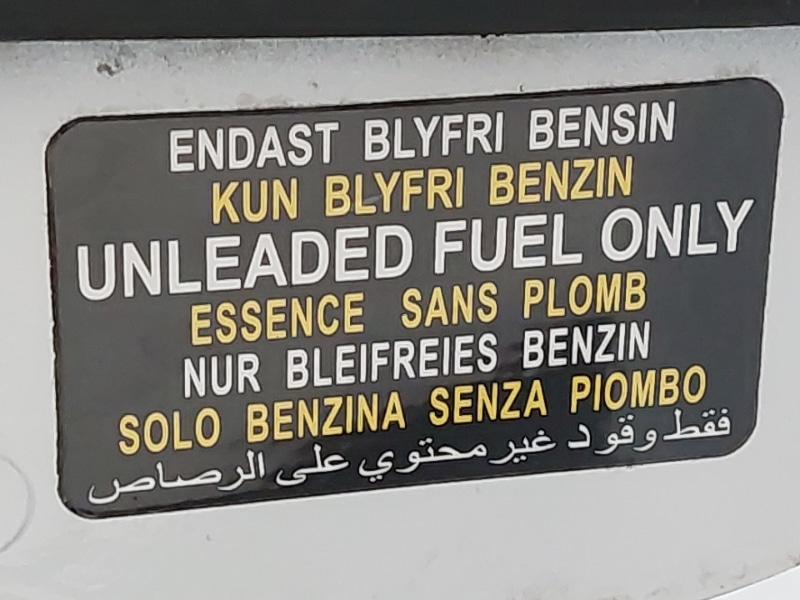 ENDAST BLYFRI BENSIN
KUN BLYFRI BENZIN
UNLEADED FUEL ONLY
ESSENCE SANS PLOMB
NUR BLEIFREIES BENZIN
SOLO BENZINA SENZA PIOMBO
فقط وقود غير محتوي على الرصاص